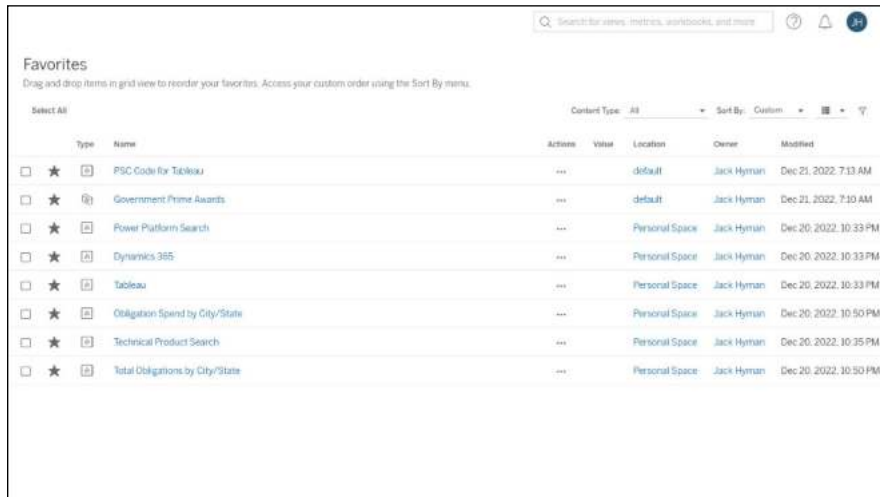 Search for views, metrics, workbooks, and more
JH
Favorites
Drag and drop items in grid view to reorder your favorites. Access your custom order using the Sort By menu.
Select All Content Type: All Sort By: Custom
Type Name Actions Value Location Owner Modified
PSC Code for Tableau ••• default Jack Hyman Dec 21, 2022, 7:13 AM
Government Prime Awards ••• default Jack Hyman Dec 21, 2022, 7:10 AM
Power Platform Search ••• Personal Space Jack Hyman Dec 20, 2022, 10:33 PM
Dynamics 365 ••• Personal Space Jack Hyman Dec 20, 2022, 10:33 PM
Tableau ••• Personal Space Jack Hyman Dec 20, 2022, 10:33 PM
Obligation Spend by City/State ••• Personal Space Jack Hyman Dec 20, 2022, 10:50 PM
Technical Product Search ••• Personal Space Jack Hyman Dec 20, 2022, 10:35 PM
Total Obligations by City/State ••• Personal Space Jack Hyman Dec 20, 2022, 10:50 PM